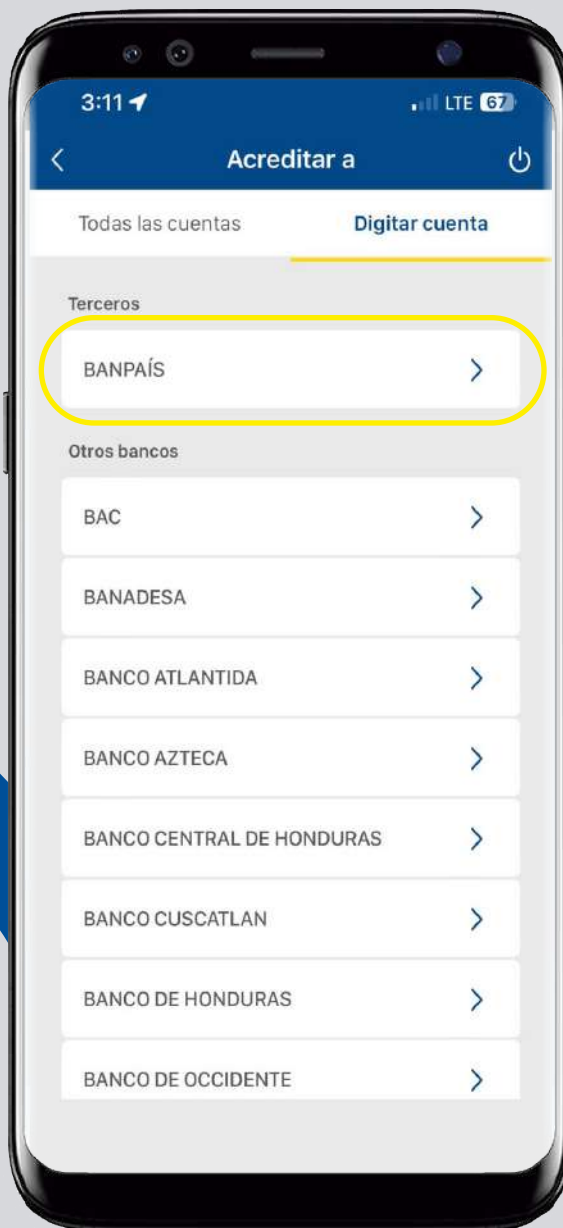 3:11 LTE 67
Acreditar a
Todas las cuentas Digitar cuenta
Terceros
BANPAÍS
Otros bancos
BAC
BANADESA
BANCO ATLANTIDA
BANCO AZTECA
BANCO CENTRAL DE HONDURAS
BANCO CUSCATLAN
BANCO DE HONDURAS
BANCO DE OCCIDENTE